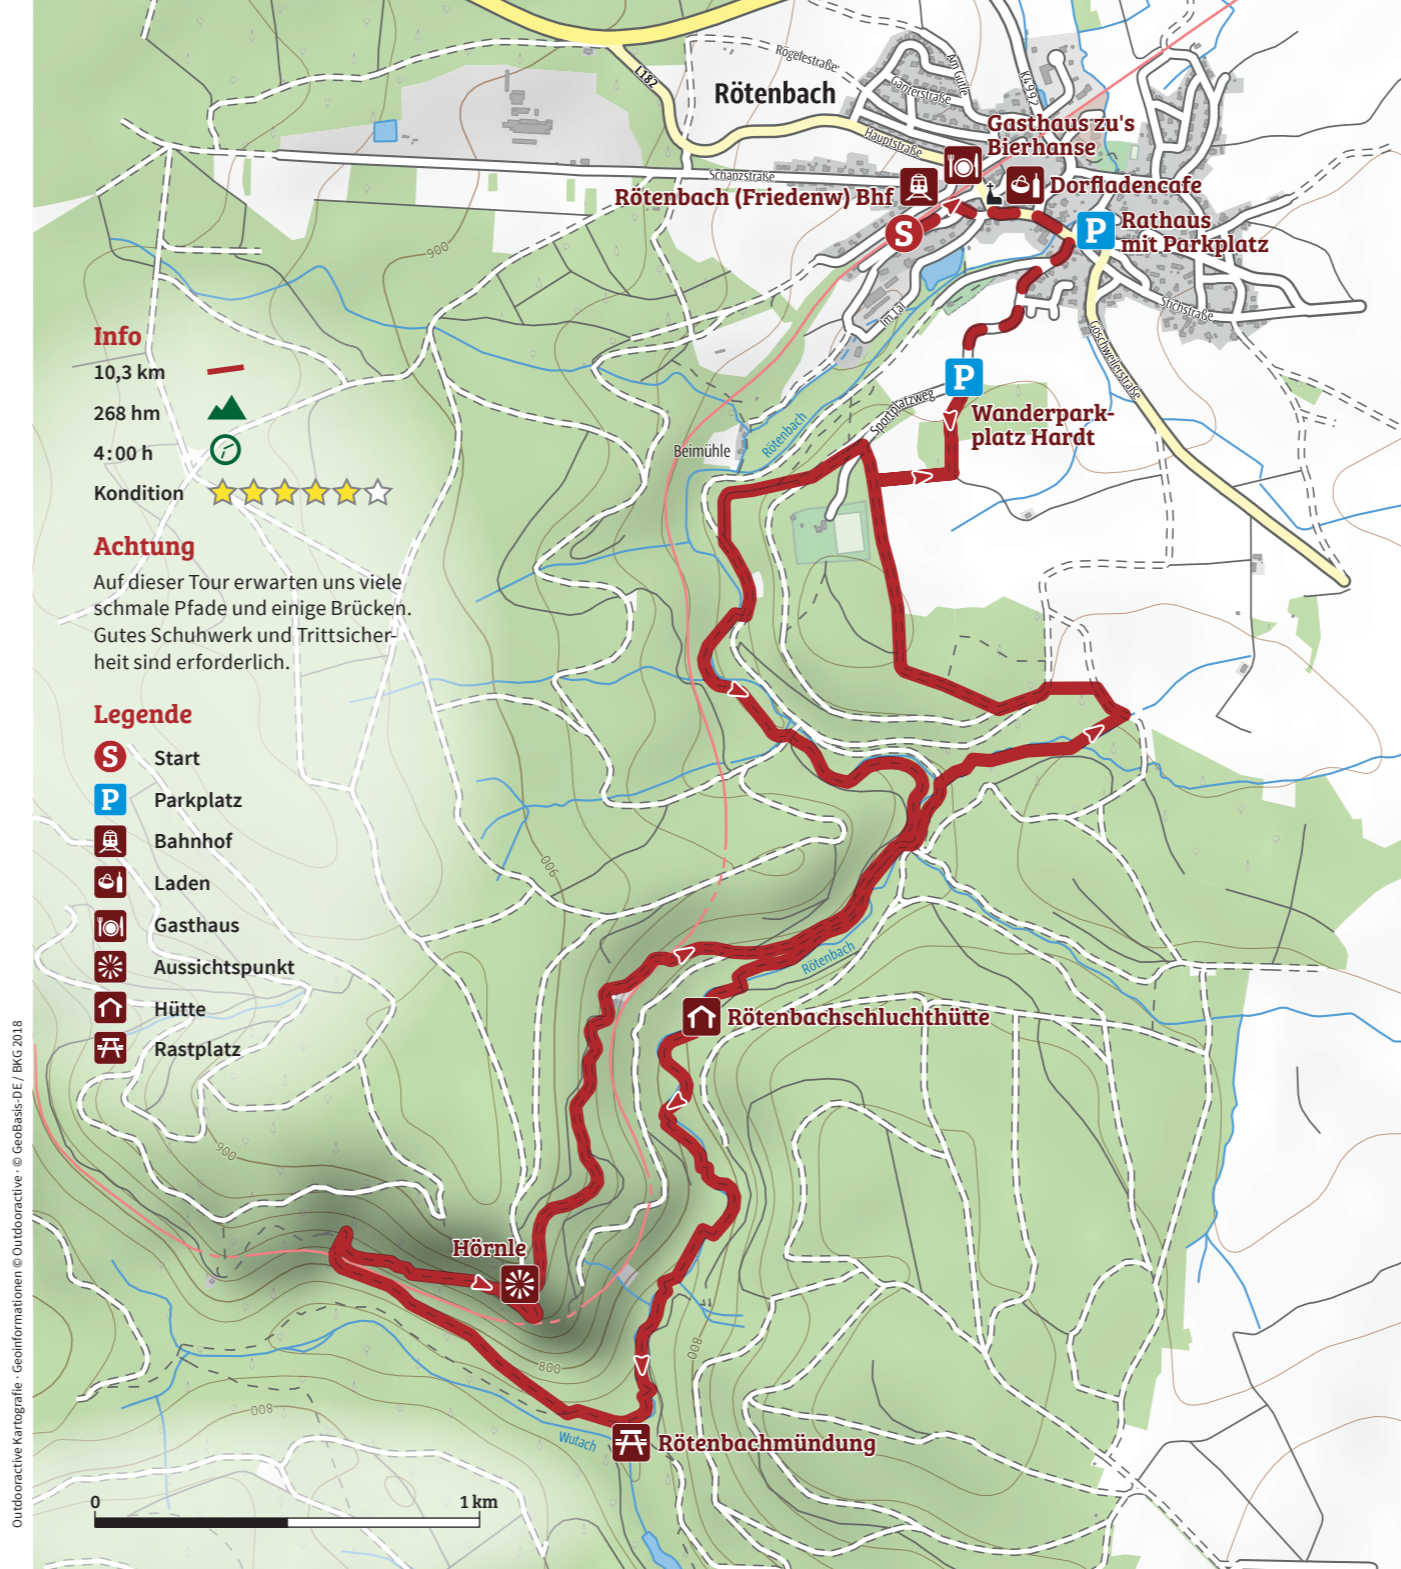 Rötenbach
Rögelestraße
Gänterstraße
Am Gütle
K4992
L182
Hauptstraße
Schanzstraße
Gasthaus zu's
Bierhanse
Rötenbach (Friedenw) Bhf
Dorfladencafe
S
P
Rathaus
mit Parkplatz
Stichstraße
Im Tal
Göschweilerstraße
900
P
Sportplatzweg
Wanderpark-
platz Hardt
Beimühle
Rötenbach
Info
10,3 km
268 hm
4:00 h
Kondition
Achtung
Auf dieser Tour erwarten uns viele
schmale Pfade und einige Brücken.
Gutes Schuhwerk und Trittsicher-
heit sind erforderlich.
Legende
S Start
P Parkplatz
Bahnhof
Laden
Gasthaus
Aussichtspunkt
Hütte
Rastplatz
900
Rötenbach
Rötenbachschluchthütte
900
Hörnle
800
800
800
Wutach
Rötenbachmündung
0 1 km
Outdooractive Kartografie · Geoinformationen © Outdooractive · © GeoBasis-DE / BKG 2018